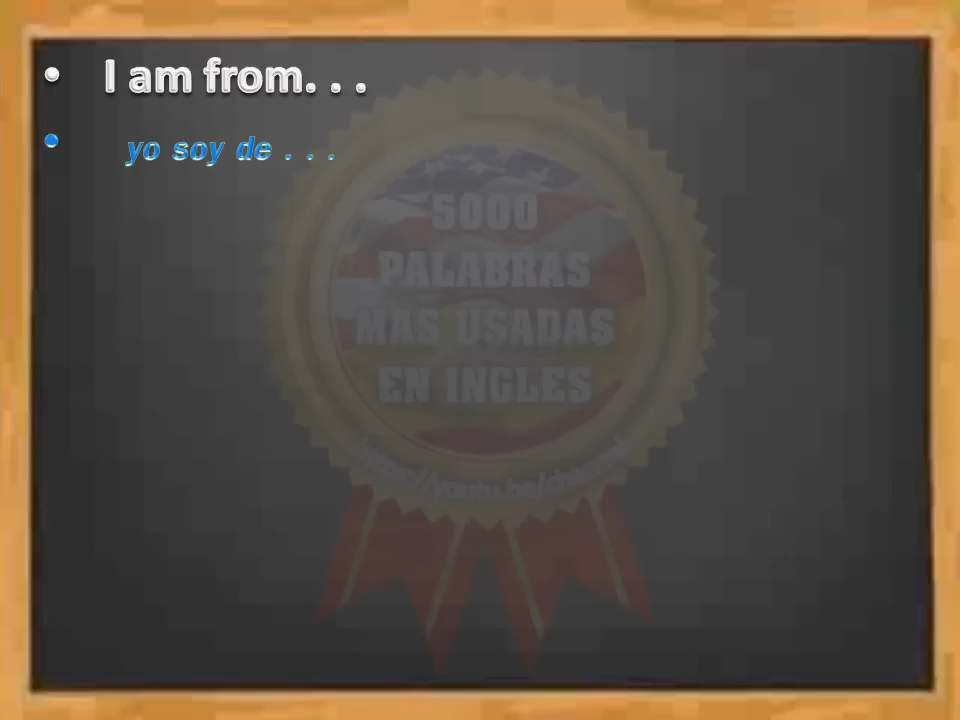 • I am from. . .
• yo soy de . . .
5000
PALABRAS
MAS USADAS
EN INGLES